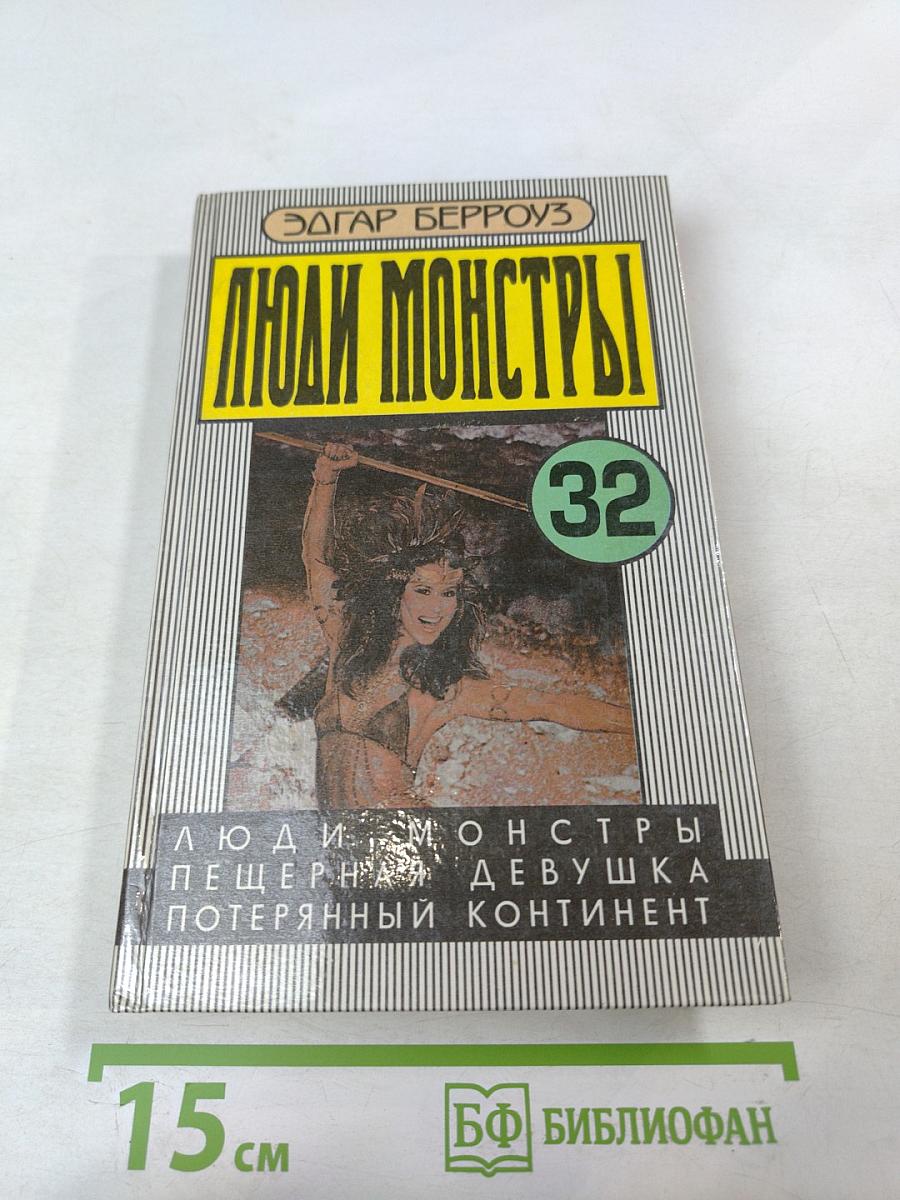 ЭДГАР БЕРРОУЗ
ЛЮДИ МОНСТРЫ
32
ЛЮДИ МОНСТРЫ
ПЕЩЕРНАЯ ДЕВУШКА
ПОТЕРЯННЫЙ КОНТИНЕНТ
15 см
БФ БИБЛИОФАН